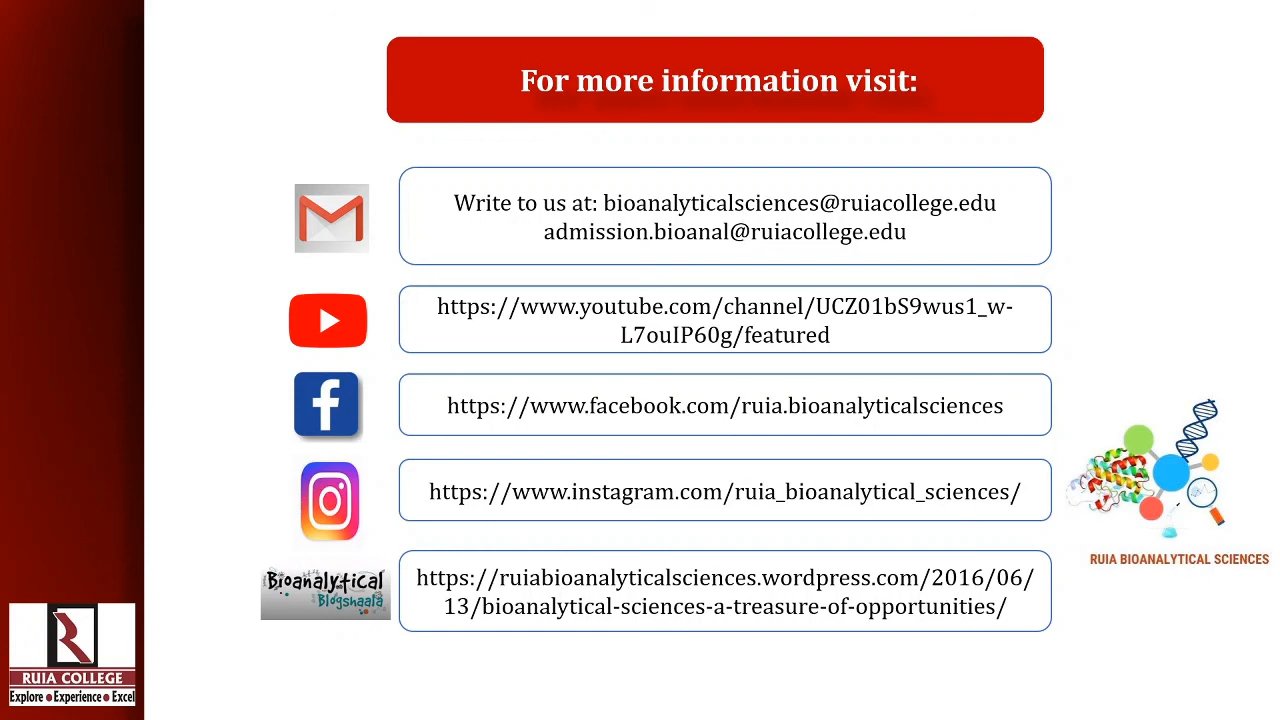 For more information visit:
Write to us at: bioanalyticalsciences@ruiacollege.edu
admission.bioanal@ruiacollege.edu
https://www.youtube.com/channel/UCZ01bS9wus1_w-
L7ouIP60g/featured
https://www.facebook.com/ruia.bioanalyticalsciences
https://www.instagram.com/ruia_bioanalytical_sciences/
Bioanalytical
Blogshaala
https://ruiabioanalyticalsciences.wordpress.com/2016/06/
13/bioanalytical-sciences-a-treasure-of-opportunities/
RUIA BIOANALYTICAL SCIENCES
RUIA COLLEGE
Explore ● Experience ● Excel